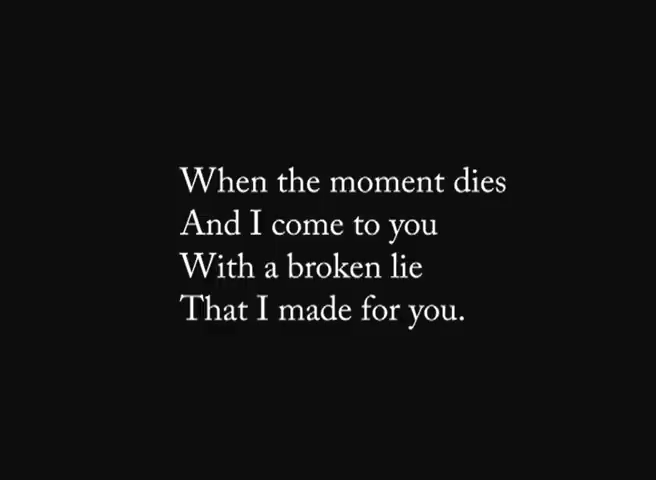 When the moment dies
And I come to you
With a broken lie
That I made for you.